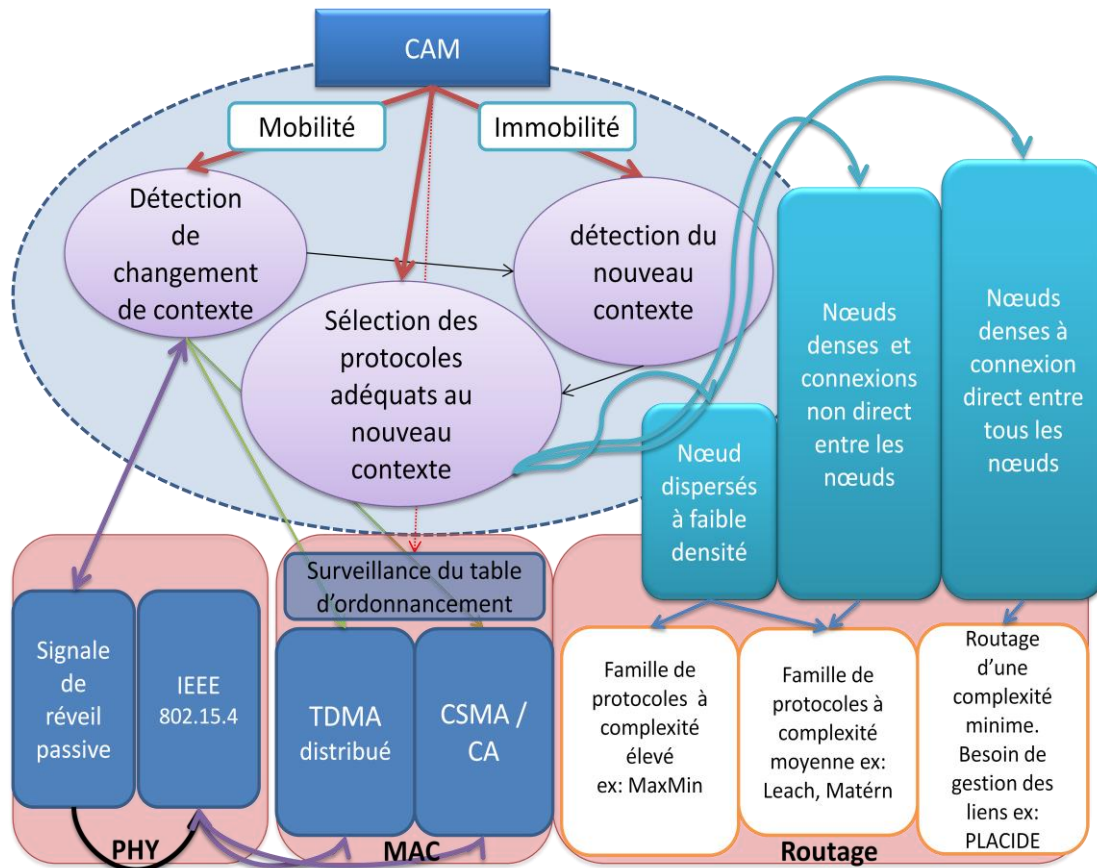 CAM
Mobilité
Immobilité
Détection
de
changement
de contexte
détection du
nouveau
contexte
Sélection des
protocoles
adéquats au
nouveau
contexte
Nœud
dispersés
à faible
densité
Nœuds
denses et
connexions
non direct
entre les
nœuds
Nœuds
denses à
connexion
direct entre
tous les
nœuds
Signale
de
réveil
passive
IEEE
802.15.4
PHY
Surveillance du table
d'ordonnancement
TDMA
distribué
CSMA /
CA
MAC
Famille de
protocoles à
complexité
élevé
ex: MaxMin
Famille de
protocoles à
complexité
moyenne ex:
Leach, Matérn
Routage
d'une
complexité
minime.
Besoin de
gestion des
liens ex:
PLACIDE
Routage